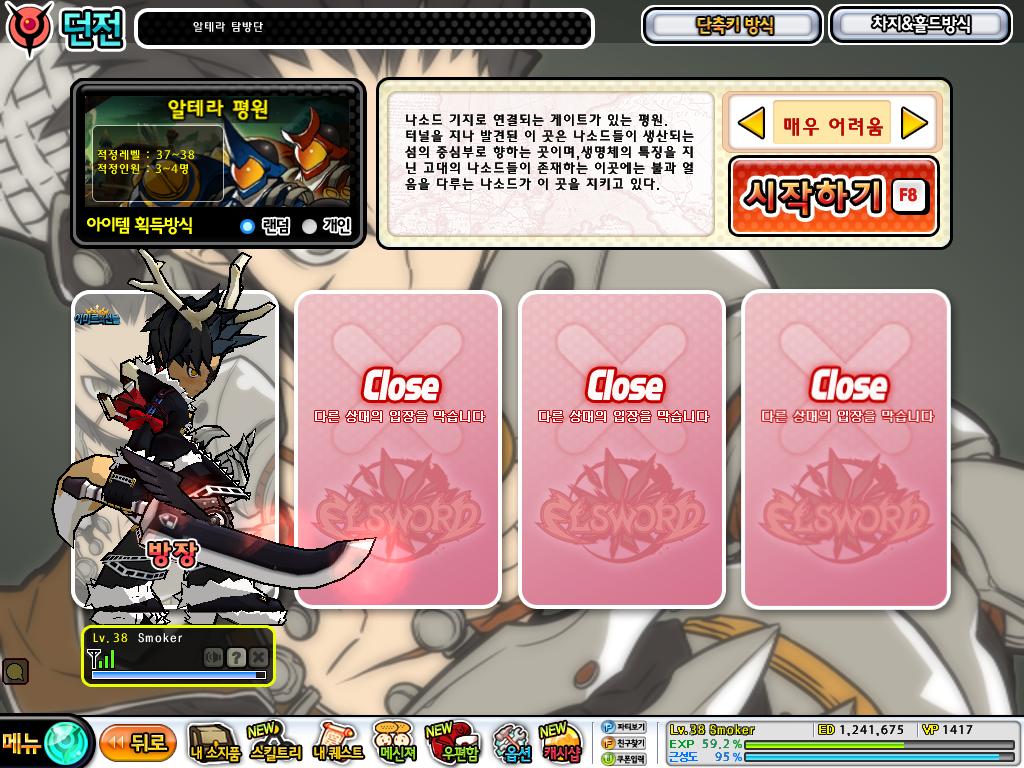 던전
알테라 탐방단
단축키 방식
차지&홀드방식
알테라 평원
적정레벨 : 37~38
적정인원 : 3~4명
아이템 획득방식
랜덤
개인
나소드 기지로 연결되는 게이트가 있는 평원.
터널을 지나 발견된 이 곳은 나소드들이 생산되는
섬의 중심부로 향하는 곳이며,생명체의 특징을 지
닌 고대의 나소드들이 존재하는 이곳에는 불과 얼
음을 다루는 나소드가 이 곳을 지키고 있다.
매우 어려움
시작하기 F8
방장
Close
다른 상대의 입장을 막습니다
ELSWORD
Close
다른 상대의 입장을 막습니다
ELSWORD
Close
다른 상대의 입장을 막습니다
ELSWORD
Lv.38 Smoker
메뉴
뒤로
내 소지품
NEW
스킬트리
내 퀘스트
메신져
NEW
우편함
옵션
NEW
캐시샵
P 파티보기
F 친구찾기
U 쿠폰입력
Lv.38 Smoker
ED 1,241,675
VP 1417
EXP 59.2%
근성도 95%